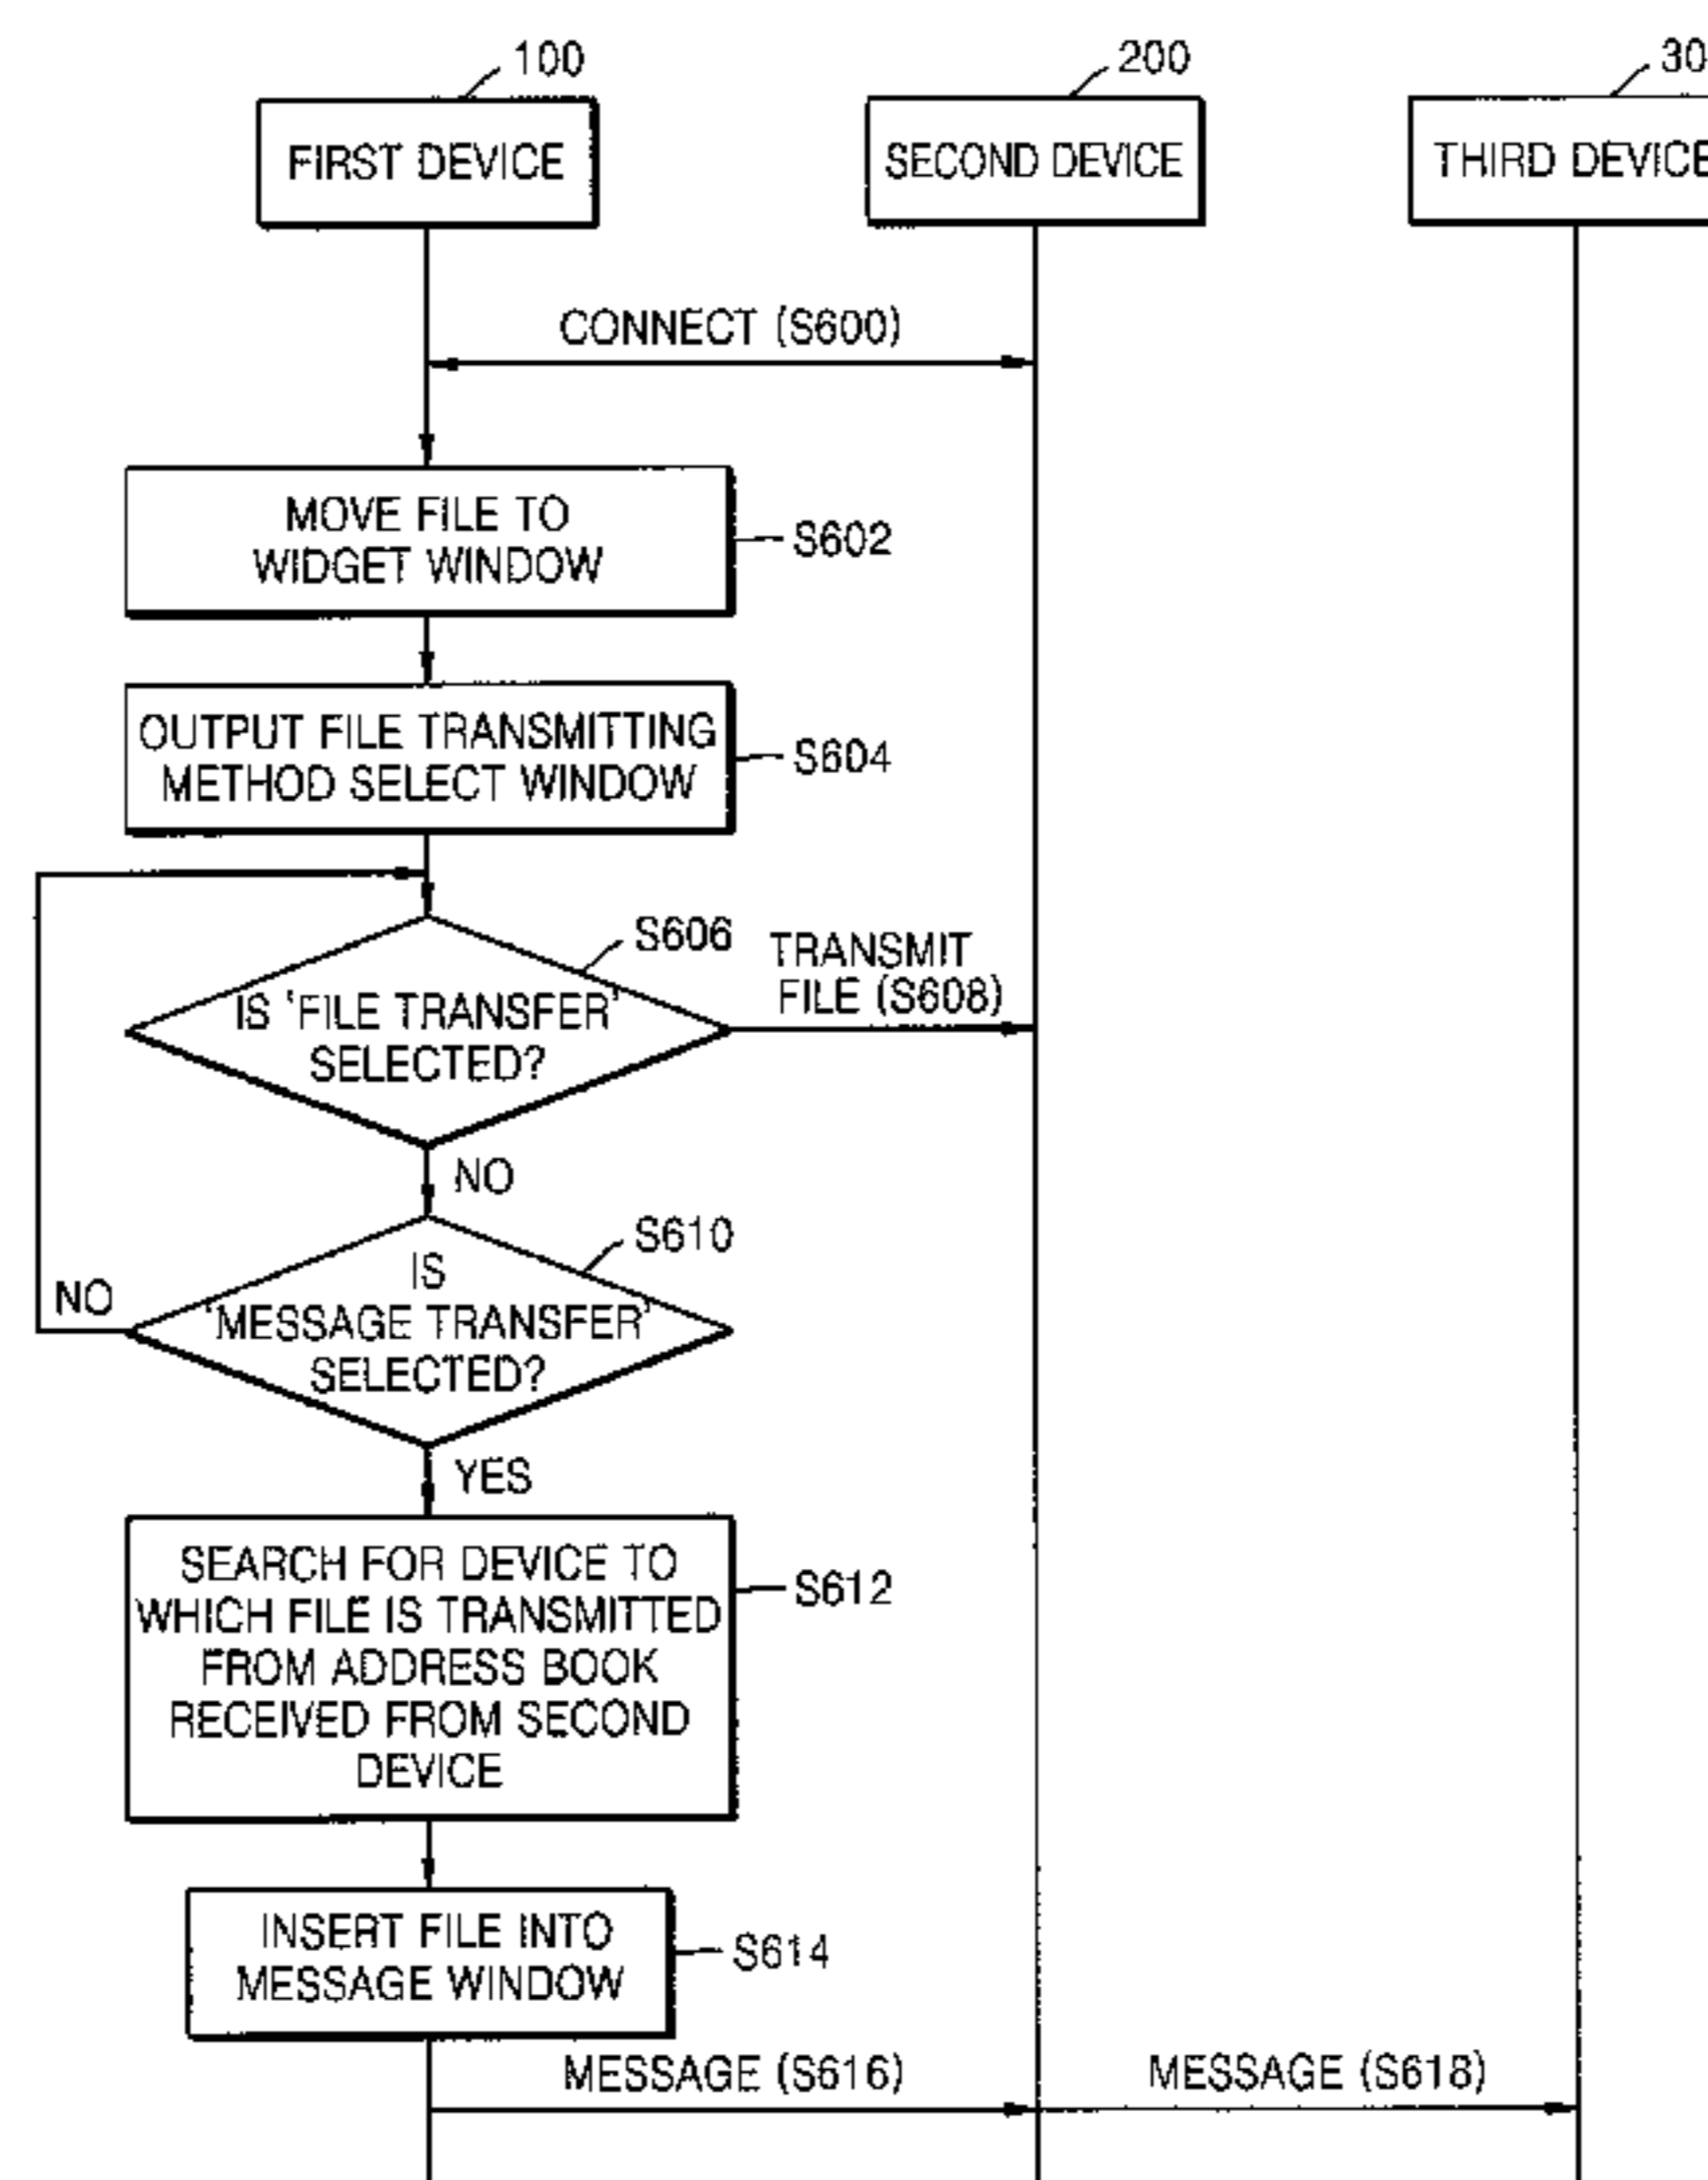 100
200
30
FIRST DEVICE
SECOND DEVICE
THIRD DEVICE
CONNECT (S600)
MOVE FILE TO
WIDGET WINDOW
S602
OUTPUT FILE TRANSMITTING
METHOD SELECT WINDOW
S604
S606
TRANSMIT
FILE (S608)
IS 'FILE TRANSFER'
SELECTED?
NO
S610
IS
'MESSAGE TRANSFER'
SELECTED?
NO
YES
SEARCH FOR DEVICE TO
WHICH FILE IS TRANSMITTED
FROM ADDRESS BOOK
RECEIVED FROM SECOND
DEVICE
S612
INSERT FILE INTO
MESSAGE WINDOW
S614
MESSAGE (S616)
MESSAGE (S618)